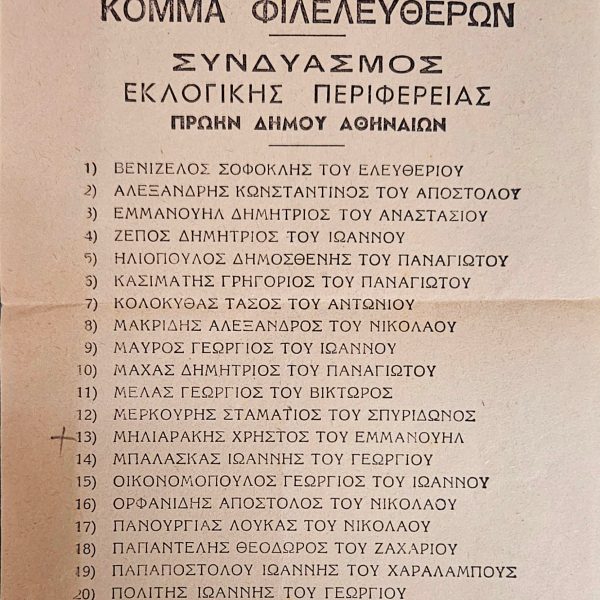 ΚΟΜΜΑ ΦΙΛΕΛΕΥΘΕΡΩΝ
ΣΥΝΔΥΑΣΜΟΣ
ΕΚΛΟΓΙΚΗΣ ΠΕΡΙΦΕΡΕΙΑΣ
ΠΡΩΗΝ ΔΗΜΟΥ ΑΘΗΝΑΙΩΝ
1) ΒΕΝΙΖΕΛΟΣ ΣΟΦΟΚΛΗΣ ΤΟΥ ΕΛΕΥΘΕΡΙΟΥ
2) ΑΛΕΞΑΝΔΡΗΣ ΚΩΝΣΤΑΝΤΙΝΟΣ ΤΟΥ ΑΠΟΣΤΟΛΟΥ
3) ΕΜΜΑΝΟΥΗΛ ΔΗΜΗΤΡΙΟΣ ΤΟΥ ΑΝΑΣΤΑΣΙΟΥ
4) ΖΕΠΟΣ ΔΗΜΗΤΡΙΟΣ ΤΟΥ ΙΩΑΝΝΟΥ
5) ΗΛΙΟΠΟΥΛΟΣ ΔΗΜΟΣΘΕΝΗΣ ΤΟΥ ΠΑΝΑΓΙΩΤΟΥ
6) ΚΑΣΙΜΑΤΗΣ ΓΡΗΓΟΡΙΟΣ ΤΟΥ ΠΑΝΑΓΙΩΤΟΥ
7) ΚΟΛΟΚΥΘΑΣ ΤΑΣΟΣ ΤΟΥ ΑΝΤΩΝΙΟΥ
8) ΜΑΚΡΙΔΗΣ ΑΛΕΞΑΝΔΡΟΣ ΤΟΥ ΝΙΚΟΛΑΟΥ
9) ΜΑΥΡΟΣ ΓΕΩΡΓΙΟΣ ΤΟΥ ΙΩΑΝΝΟΥ
10) ΜΑΧΑΣ ΔΗΜΗΤΡΙΟΣ ΤΟΥ ΠΑΝΑΓΙΩΤΟΥ
11) ΜΕΛΑΣ ΓΕΩΡΓΙΟΣ ΤΟΥ ΒΙΚΤΩΡΟΣ
12) ΜΕΡΚΟΥΡΗΣ ΣΤΑΜΑΤΙΟΣ ΤΟΥ ΣΠΥΡΙΔΩΝΟΣ
+13) ΜΗΛΙΑΡΑΚΗΣ ΧΡΗΣΤΟΣ ΤΟΥ ΕΜΜΑΝΟΥΗΛ
14) ΜΠΑΛΑΣΚΑΣ ΙΩΑΝΝΗΣ ΤΟΥ ΓΕΩΡΓΙΟΥ
15) ΟΙΚΟΝΟΜΟΠΟΥΛΟΣ ΓΕΩΡΓΙΟΣ ΤΟΥ ΙΩΑΝΝΟΥ
16) ΟΡΦΑΝΙΔΗΣ ΑΠΟΣΤΟΛΟΣ ΤΟΥ ΝΙΚΟΛΑΟΥ
17) ΠΑΝΟΥΡΓΙΑΣ ΛΟΥΚΑΣ ΤΟΥ ΝΙΚΟΛΑΟΥ
18) ΠΑΠΑΝΤΕΛΗΣ ΘΕΟΔΩΡΟΣ ΤΟΥ ΖΑΧΑΡΙΟΥ
19) ΠΑΠΑΠΟΣΤΟΛΟΥ ΙΩΑΝΝΗΣ ΤΟΥ ΧΑΡΑΛΑΜΠΟΥΣ
20) ΠΟΛΙΤΗΣ ΙΩΑΝΝΗΣ ΤΟΥ ΓΕΩΡΓΙΟΥ